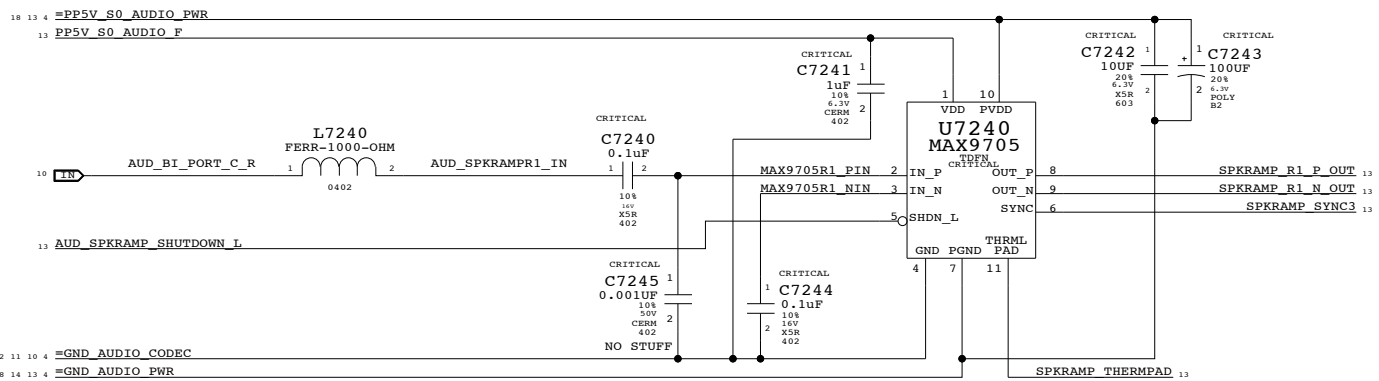 18 13 4 =PP5V_S0_AUDIO_PWR
13 PP5V_S0_AUDIO_F
CRITICAL
C7241
1uF
10%
6.3V
CERM
402
1
2
CRITICAL
C7242
10UF
20%
6.3V
X5R
603
1
2
CRITICAL
C7243
100UF
20%
6.3V
POLY
B2
+
1
2
L7240
FERR-1000-OHM
1 2
0402
10 IN
AUD_BI_PORT_C_R
AUD_SPKRAMPR1_IN
CRITICAL
C7240
0.1uF
1 2
10%
16V
X5R
402
1 10
VDD PVDD
U7240
MAX9705
TDFN
CRITICAL
MAX9705R1_PIN 2 IN_P
MAX9705R1_NIN 3 IN_N
5 SHDN_L
OUT_P 8 SPKRAMP_R1_P_OUT 13
OUT_N 9 SPKRAMP_R1_N_OUT 13
SYNC 6 SPKRAMP_SYNC3 13
GND PGND THRML
PAD
4 7 11
13 AUD_SPKRAMP_SHUTDOWN_L
CRITICAL
C7245
0.001UF
10%
50V
CERM
402
1
2
NO STUFF
CRITICAL
C7244
0.1uF
10%
16V
X5R
402
1
2
2 11 10 4 =GND_AUDIO_CODEC
8 14 13 4 =GND_AUDIO_PWR
SPKRAMP_THERMPAD 13